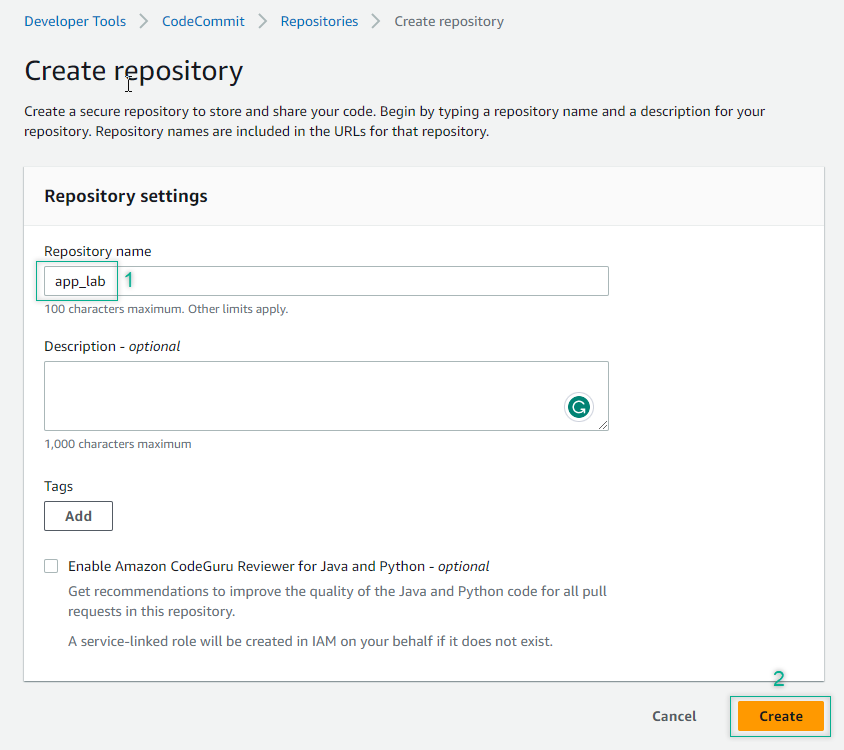 Developer Tools > CodeCommit > Repositories > Create repository
Create repository
Create a secure repository to store and share your code. Begin by typing a repository name and a description for your
repository. Repository names are included in the URLs for that repository.
Repository settings
Repository name
app_lab 1
100 characters maximum. Other limits apply.
Description - optional
1,000 characters maximum
Tags
Add
Enable Amazon CodeGuru Reviewer for Java and Python - optional
Get recommendations to improve the quality of the Java and Python code for all pull
requests in this repository.
A service-linked role will be created in IAM on your behalf if it does not exist.
2
Cancel Create